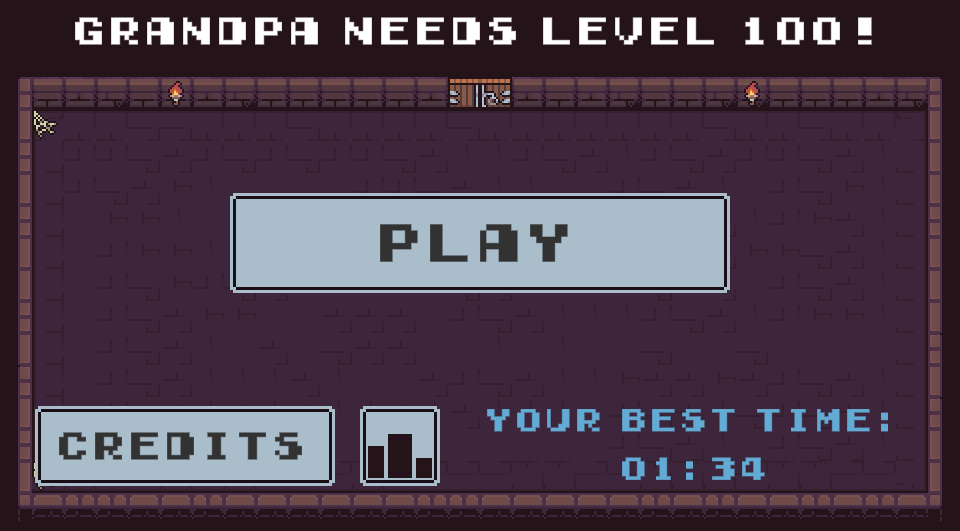 GRANDPA NEEDS LEVEL 100!
PLAY
CREDITS
YOUR BEST TIME:
01:34